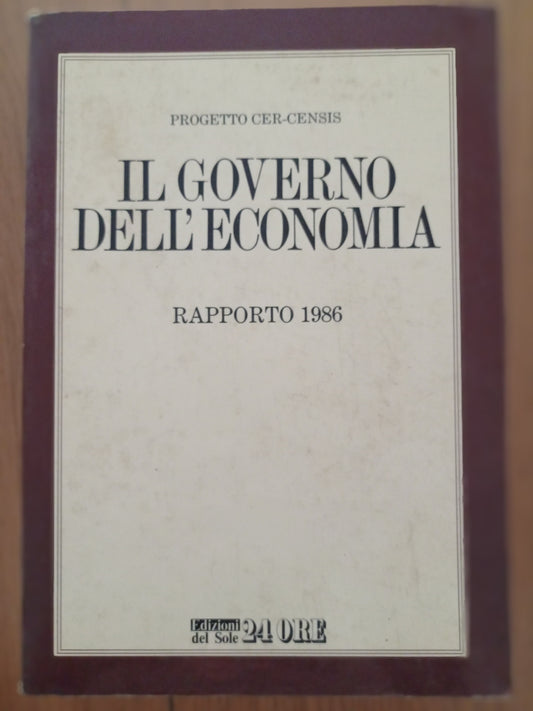 PROGETTO CER-CENSIS
IL GOVERNO
DELL'ECONOMIA
RAPPORTO 1986
Edizioni
del Sole 24 ORE